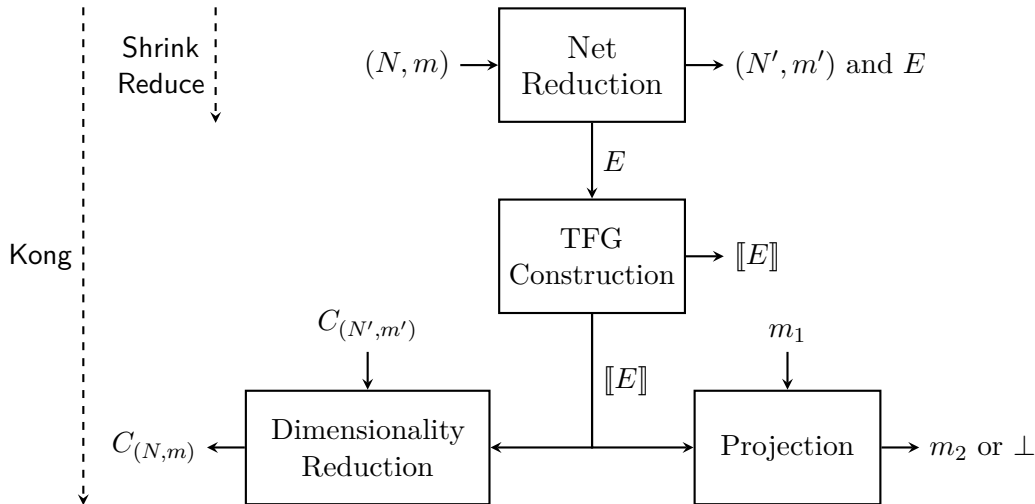 Shrink
Reduce
(N, m)
Net
Reduction
(N′, m′) and E
E
Kong
TFG
Construction
⟦E⟧
C(N′,m′)
⟦E⟧
m₁
C(N,m)
Dimensionality
Reduction
Projection
m₂ or ⊥